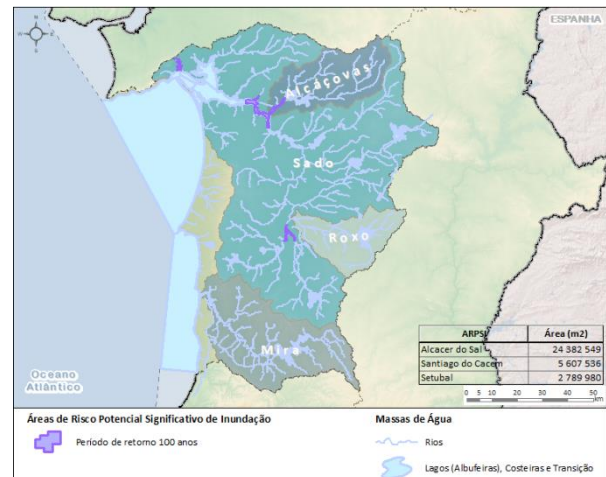 N
W
E
S
ESPANHA
Alcáçovas
Sado
Roxo
Mira
Oceano
Atlântico
ARPSI Área (m2)
Alcacer do Sal 24 382 549
Santiago do Cacem 5 607 536
Setubal 2 789 980
0 5 10 20 30 40 50
km
Áreas de Risco Potencial Significativo de Inundação
Período de retorno 100 anos
Massas de Água
Rios
Lagos (Albufeiras), Costeiras e Transição